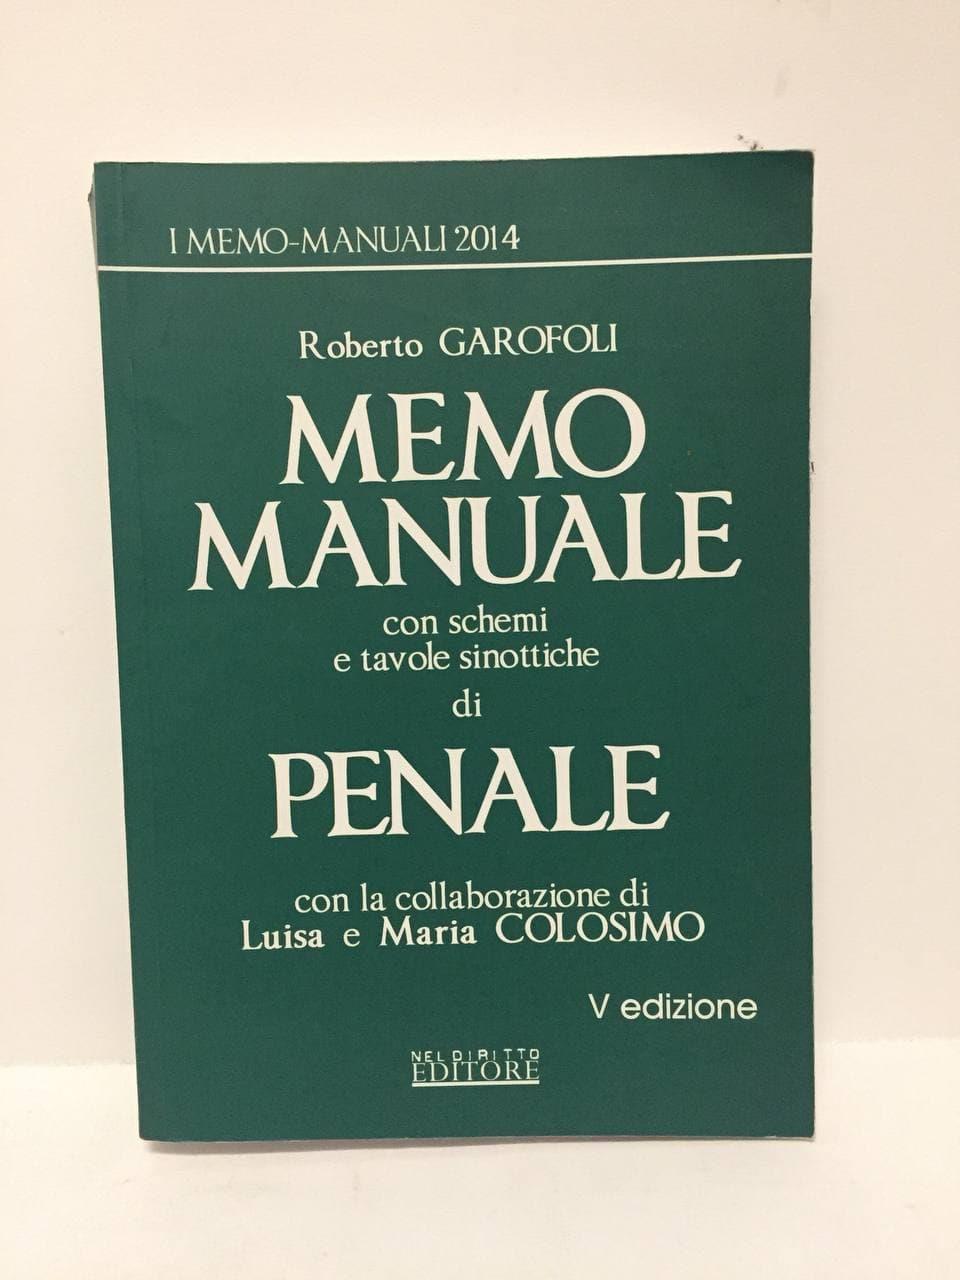 I MEMO-MANUALI 2014
Roberto GAROFOLI
MEMO
MANUALE
con schemi
e tavole sinottiche
di
PENALE
con la collaborazione di
Luisa e Maria COLOSIMO
V edizione
NEL DIRITTO
EDITORE